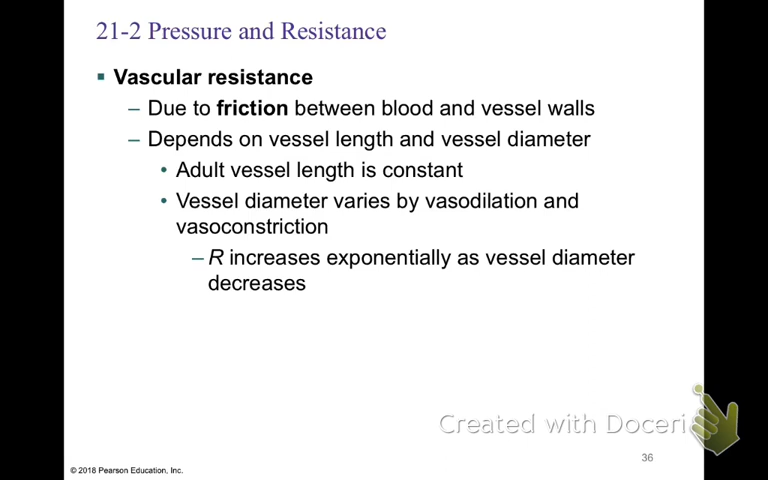 21-2 Pressure and Resistance
▪ Vascular resistance
– Due to friction between blood and vessel walls
– Depends on vessel length and vessel diameter
• Adult vessel length is constant
• Vessel diameter varies by vasodilation and
vasoconstriction
– R increases exponentially as vessel diameter
decreases
Created with Doceri
36
© 2018 Pearson Education, Inc.